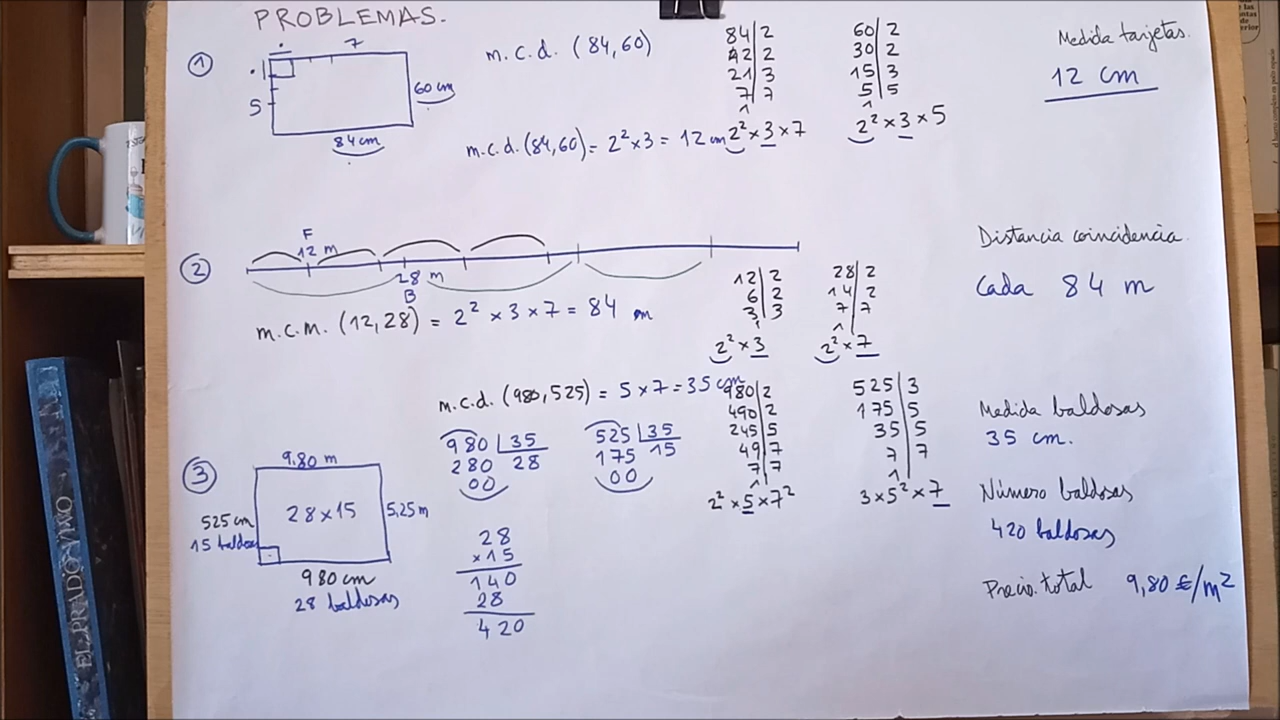 PROBLEMAS.
1
7
5
60 cm
84 cm
m.c.d. (84,60)
m.c.d. (84,60) = 2² × 3 = 12 cm
84 | 2
42 | 2
21 | 3
7 | 7
1
2² × 3 × 7
60 | 2
30 | 2
15 | 3
5 | 5
1
2² × 3 × 5
Medida tarjetas.
12 cm
2
F
12 m
28 m
B
m.c.m. (12,28) = 2² × 3 × 7 = 84 m
12 | 2
6 | 2
3 | 3
1
2² × 3
28 | 2
14 | 2
7 | 7
1
2² × 7
Distancia coincidencia.
Cada 84 m
3
9.80 m
28 × 15
5,25 m
525 cm
15 baldosas
980 cm
28 baldosas
m.c.d. (980,525) = 5 × 7 = 35 cm
980 | 35
280 28
00
525 | 35
175 15
00
28
×15
140
28
420
980 | 2
490 | 2
245 | 5
49 | 7
7 | 7
1
2² × 5 × 7²
525 | 3
175 | 5
35 | 5
7 | 7
1
3 × 5² × 7
Medida baldosas
35 cm.
Número baldosas
420 baldosas
Precio total 9,80 €/m²
EL PRADO VIVO